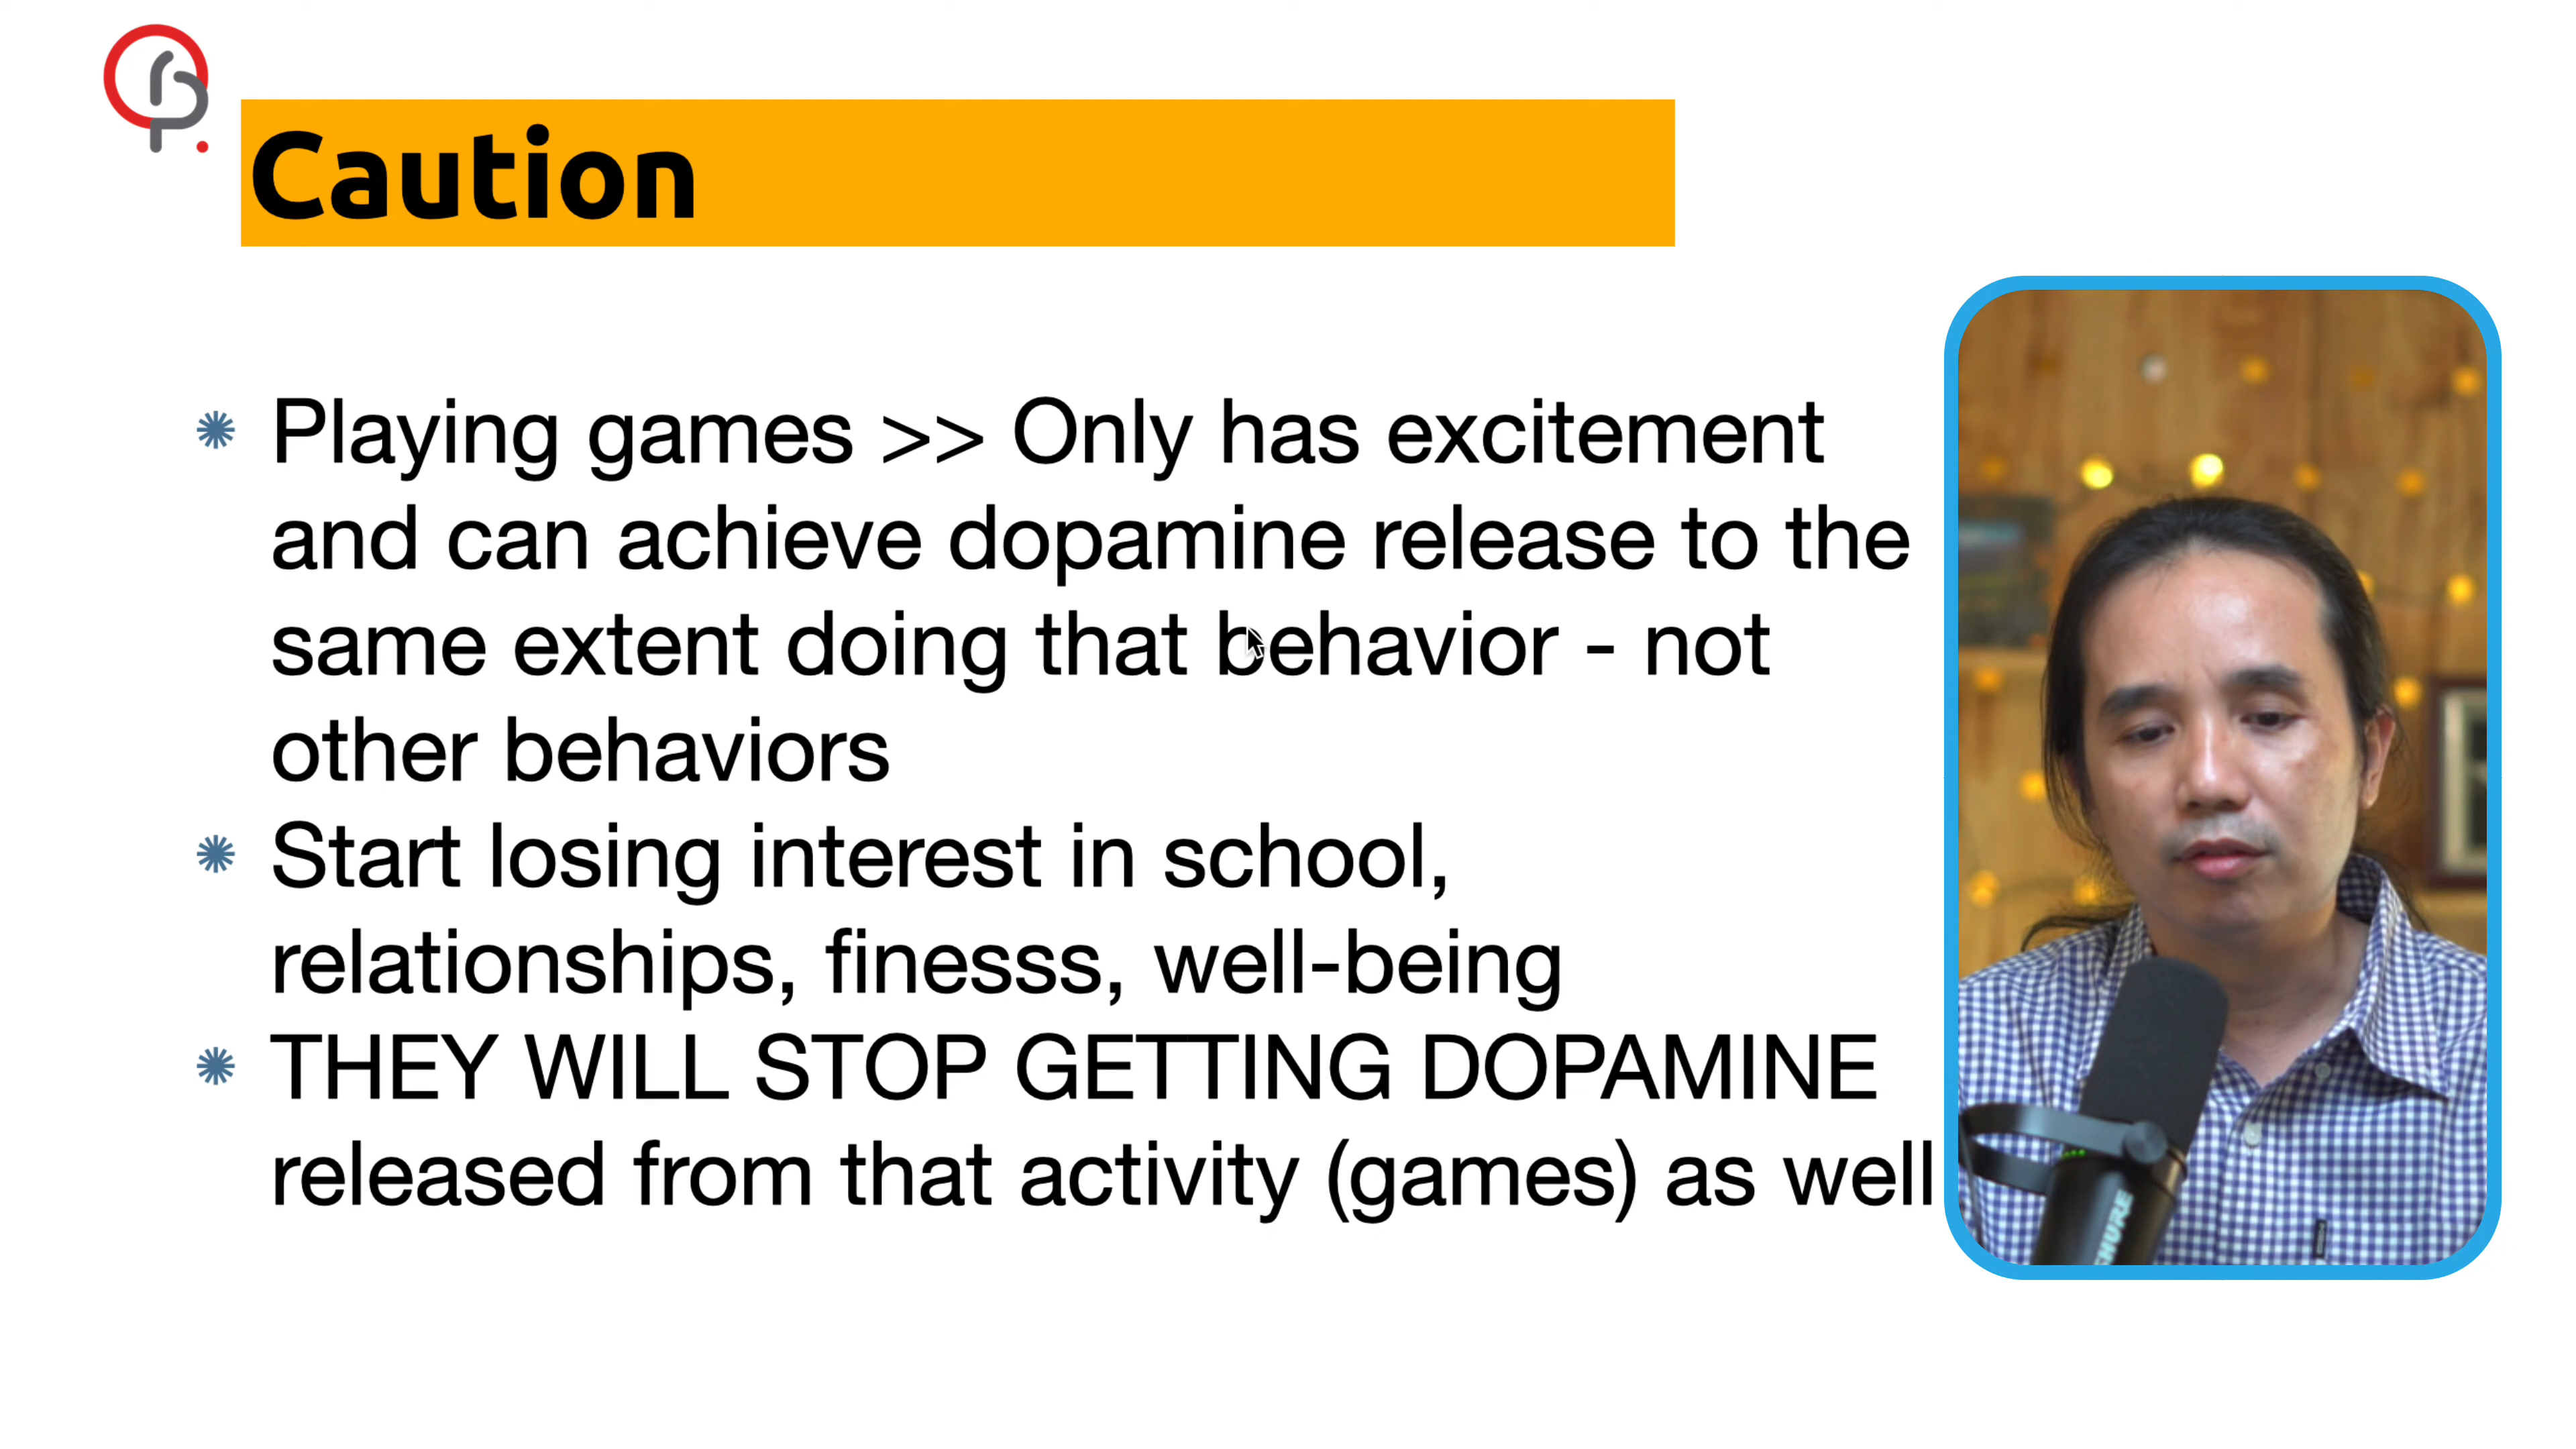 Caution
Playing games >> Only has excitement
and can achieve dopamine release to the
same extent doing that behavior - not
other behaviors
Start losing interest in school,
relationships, finesss, well-being
THEY WILL STOP GETTING DOPAMINE
released from that activity (games) as well
SHURE